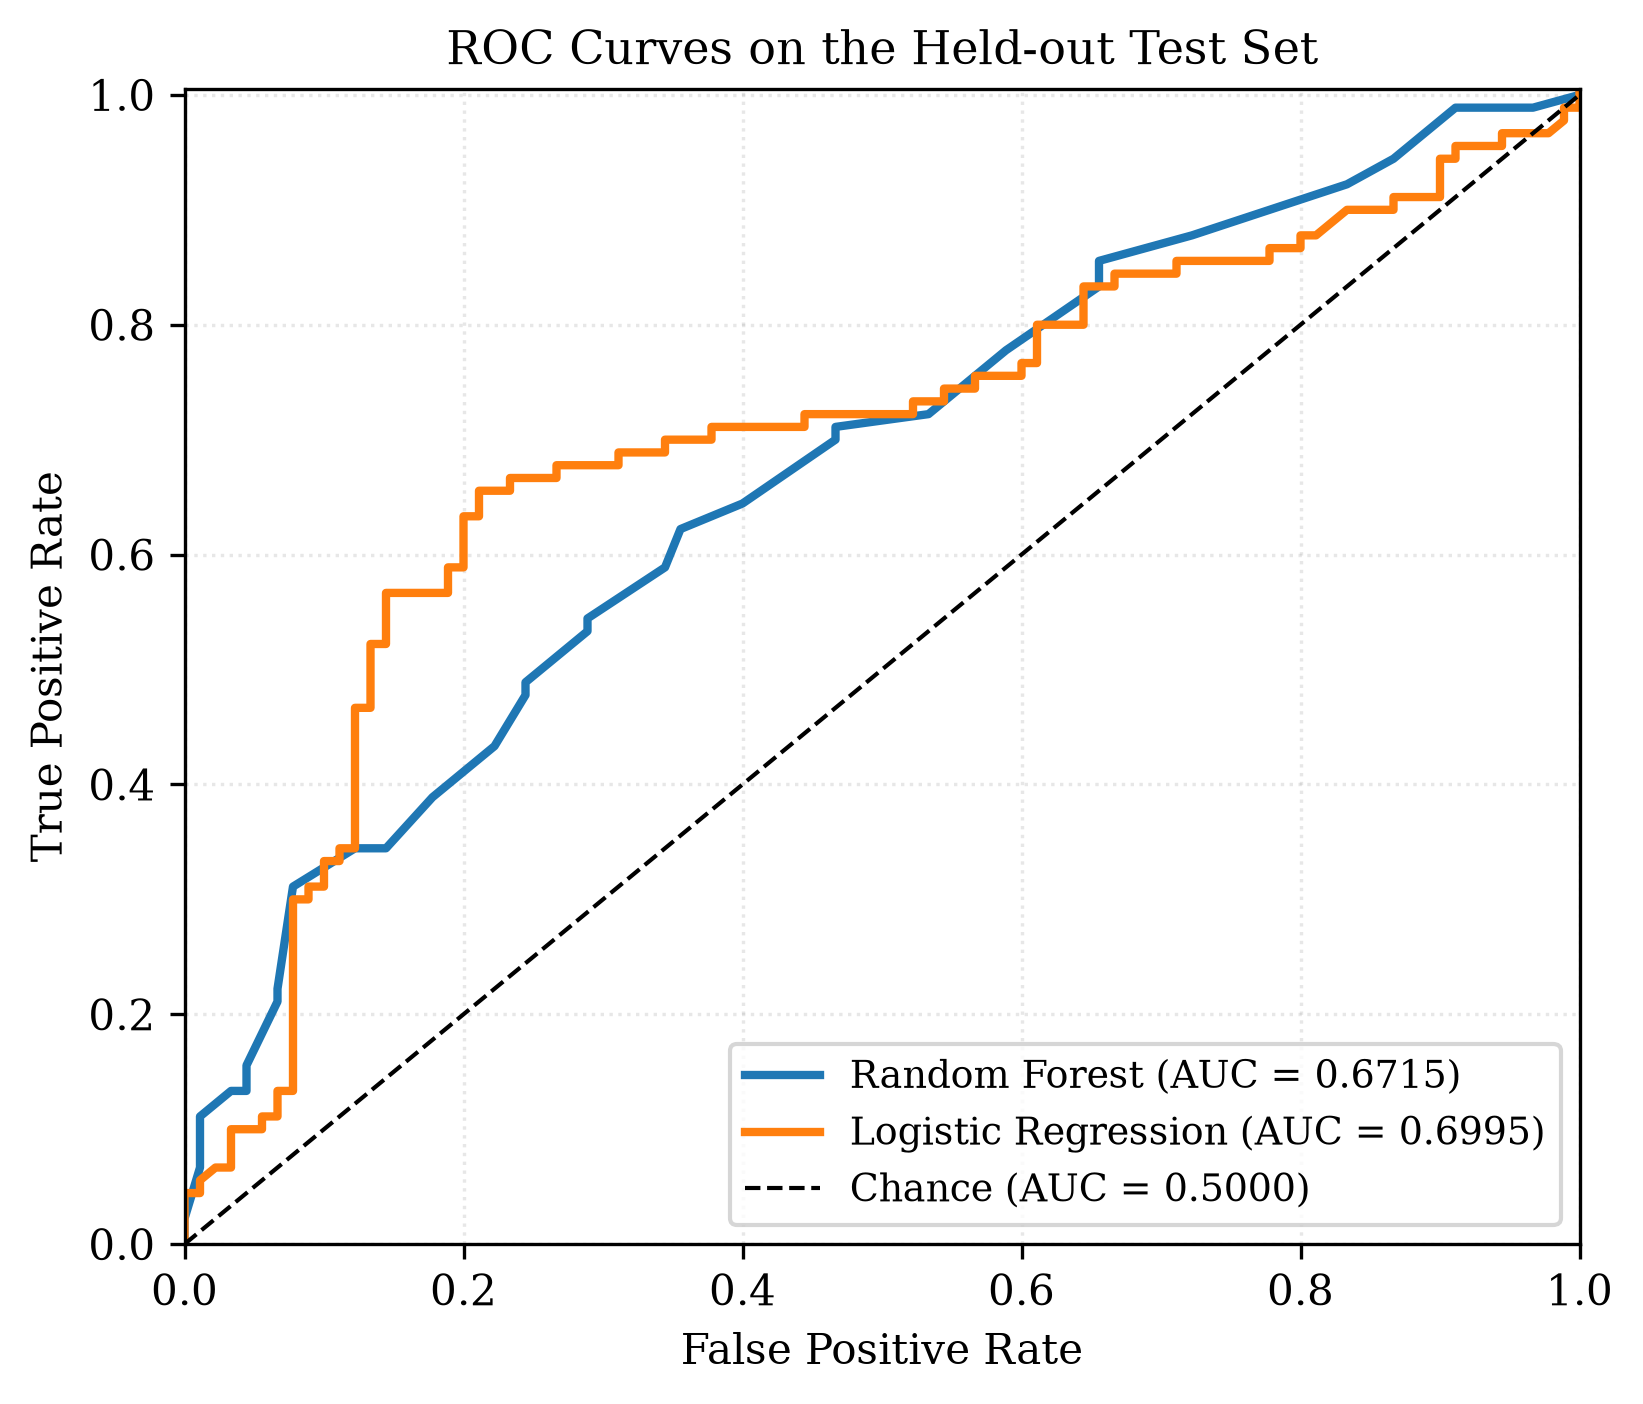 ROC Curves on the Held-out Test Set
True Positive Rate
1.0
0.8
0.6
0.4
0.2
0.0
Random Forest (AUC = 0.6715)
Logistic Regression (AUC = 0.6995)
Chance (AUC = 0.5000)
0.0 0.2 0.4 0.6 0.8 1.0
False Positive Rate